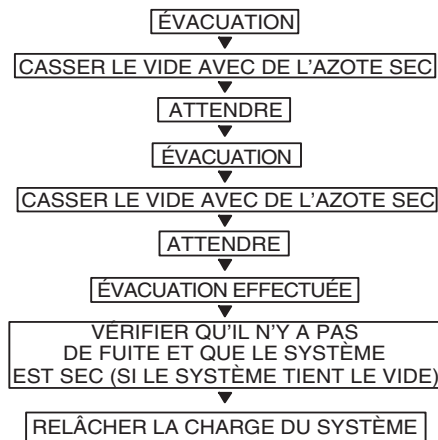 ÉVACUATION
CASSER LE VIDE AVEC DE L'AZOTE SEC
ATTENDRE
ÉVACUATION
CASSER LE VIDE AVEC DE L'AZOTE SEC
ATTENDRE
ÉVACUATION EFFECTUÉE
VÉRIFIER QU'IL N'Y A PAS
DE FUITE ET QUE LE SYSTÈME
EST SEC (SI LE SYSTÈME TIENT LE VIDE)
RELÂCHER LA CHARGE DU SYSTÈME